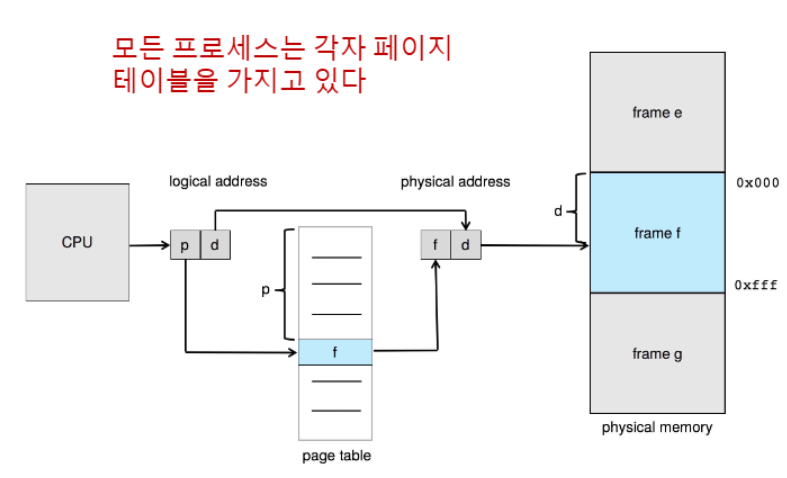 모든 프로세스는 각자 페이지
테이블을 가지고 있다
frame e
logical address
physical address
0x000
d
CPU
p d
f d
frame f
p
0xfff
f
frame g
physical memory
page table